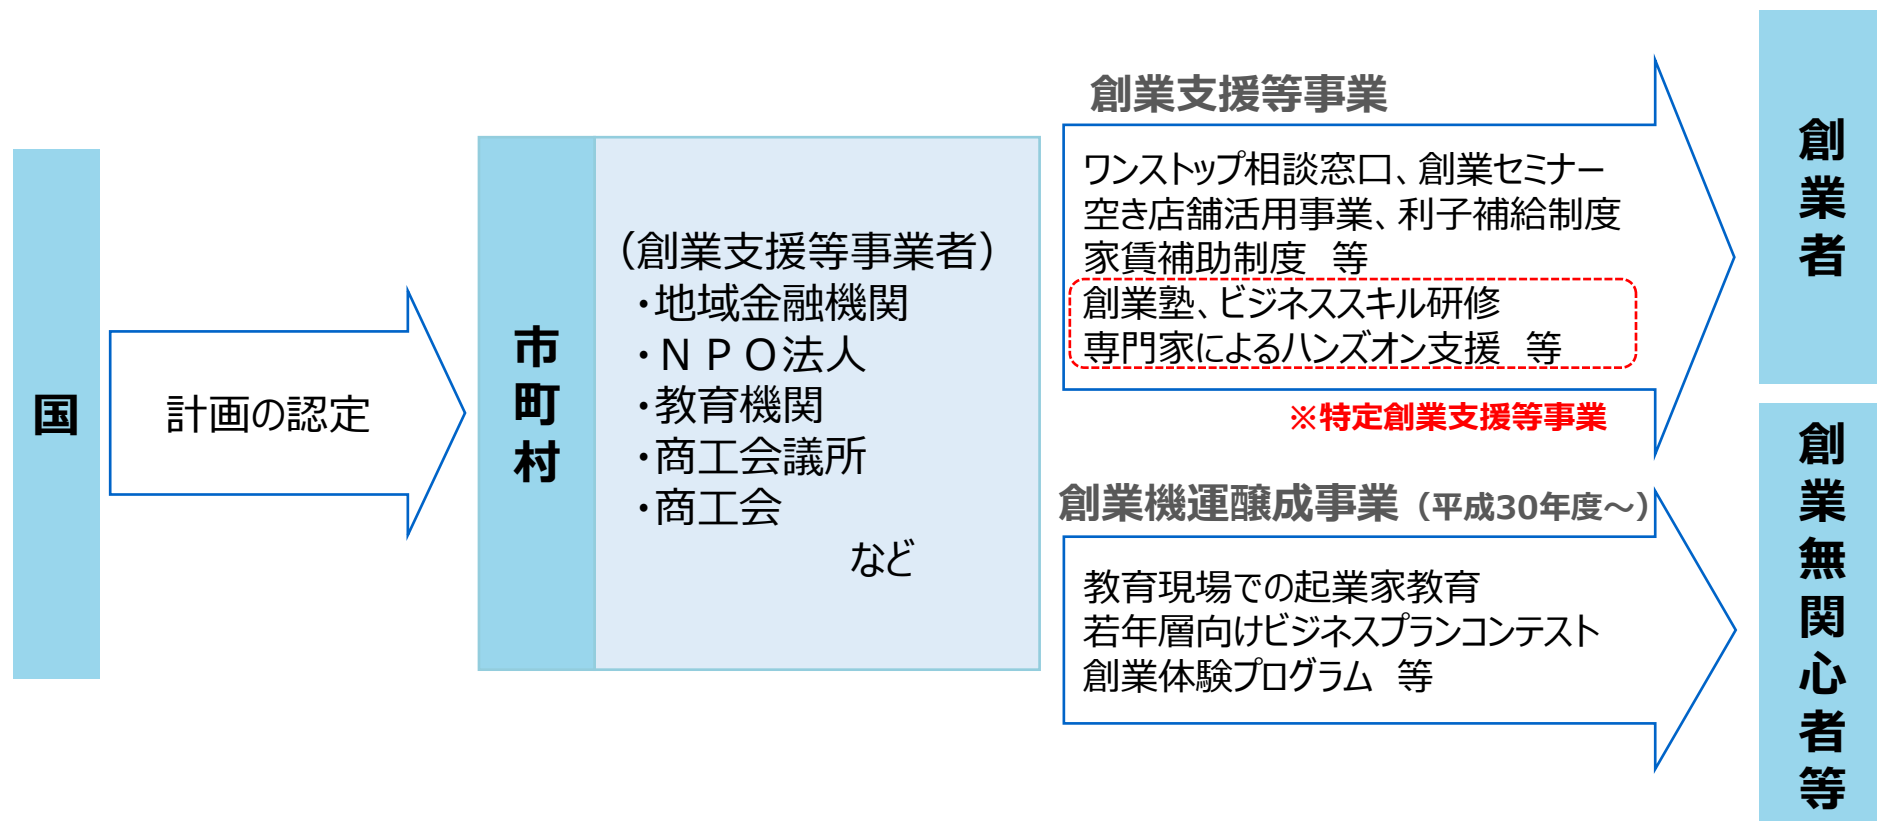 国
計画の認定
市町村
（創業支援等事業者）
・地域金融機関
・ＮＰＯ法人
・教育機関
・商工会議所
・商工会
など
創業支援等事業
ワンストップ相談窓口、創業セミナー
空き店舗活用事業、利子補給制度
家賃補助制度　等
創業塾、ビジネススキル研修
専門家によるハンズオン支援　等
※特定創業支援等事業
創業機運醸成事業（平成30年度～）
教育現場での起業家教育
若年層向けビジネスプランコンテスト
創業体験プログラム　等
創業者
創業無関心者等